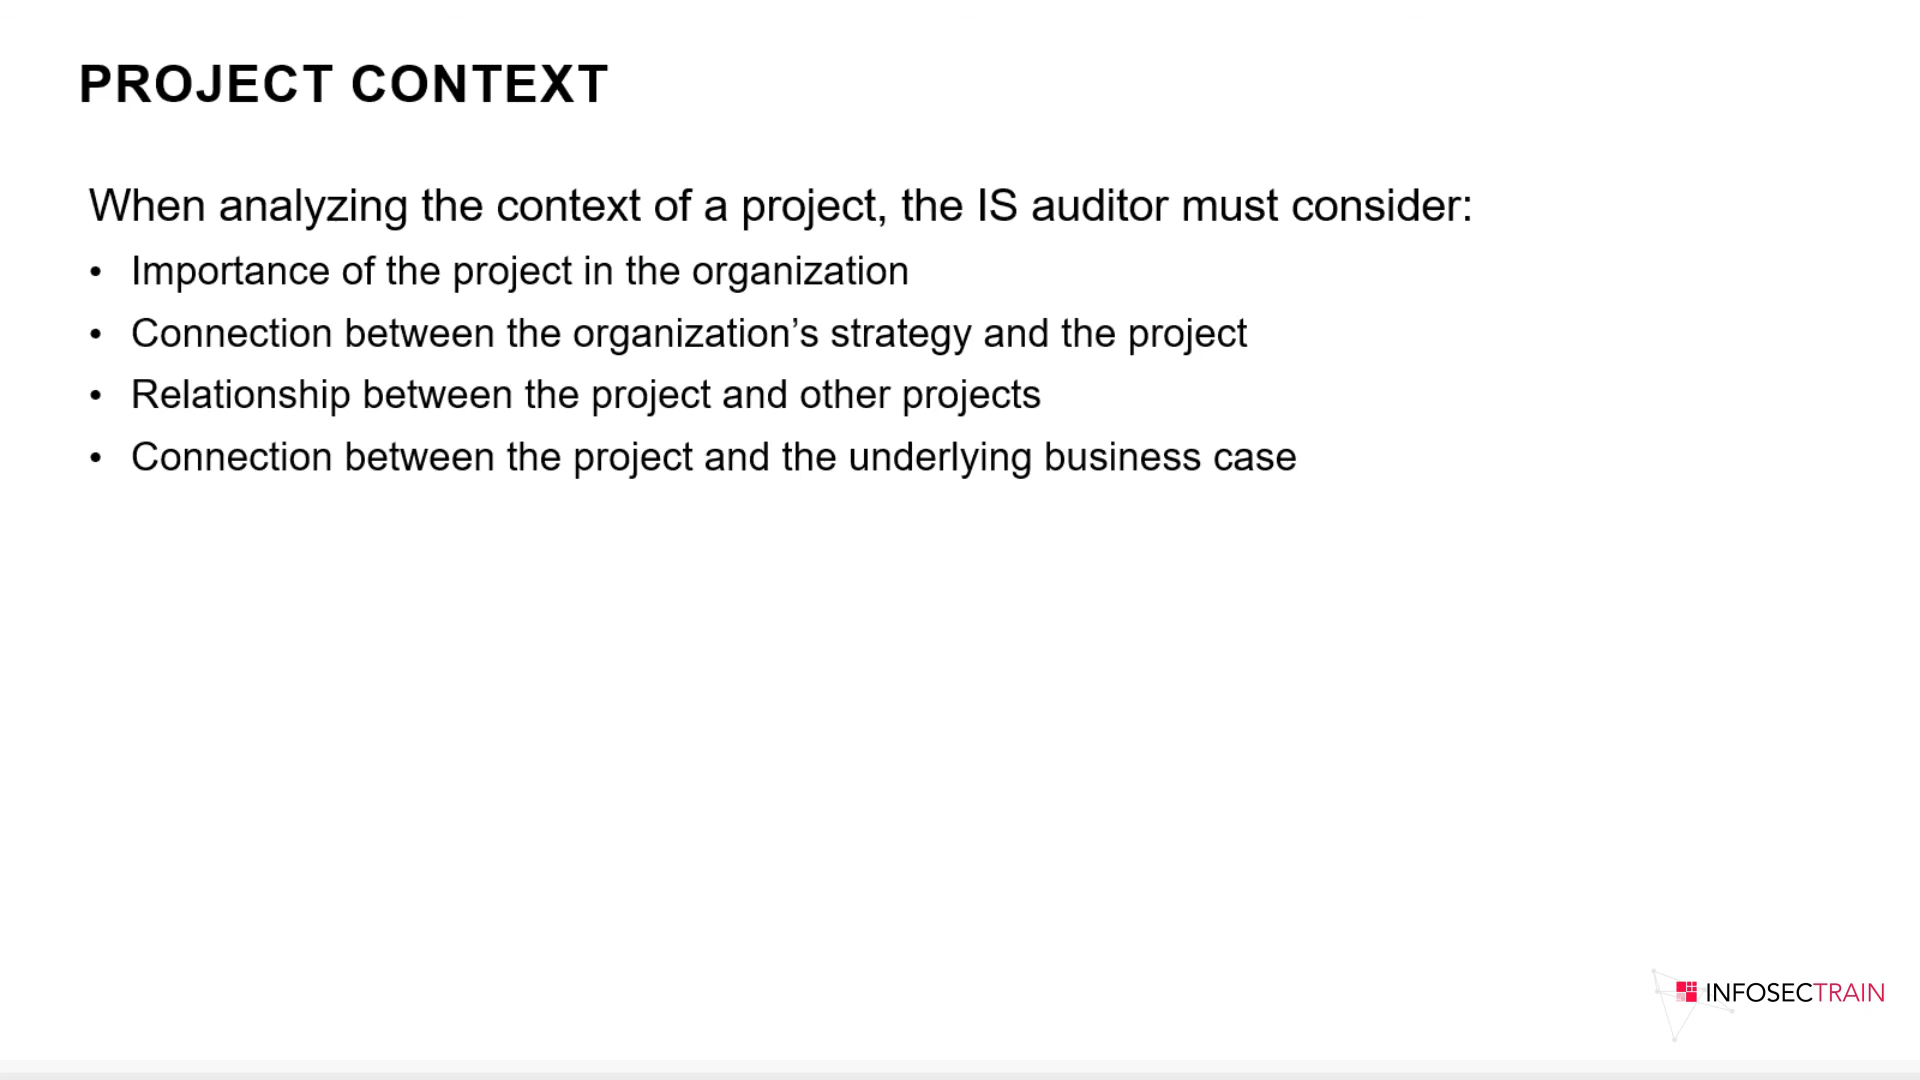 PROJECT CONTEXT
When analyzing the context of a project, the IS auditor must consider:
• Importance of the project in the organization
• Connection between the organization’s strategy and the project
• Relationship between the project and other projects
• Connection between the project and the underlying business case
INFOSECTRAIN